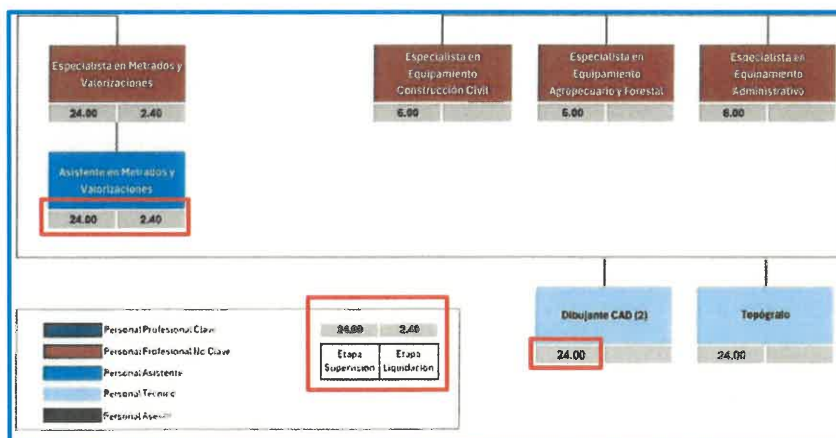 Especialista en Metrados y
Valorizaciones
24.00 2.40
Especialista en
Equipamiento
Construcción Civil
6.00
Especialista en
Equipamiento
Agropecuario y Forestal
6.00
Especialista en
Equipamiento
Administrativo
6.00
Asistente en Metrados y
Valorizaciones
24.00 2.40
Dibujante CAD (2)
24.00
Topógrafo
24.00
Personal Profesional Clave
Personal Profesional No Clave
Personal Asistente
Personal Técnico
Personal Asesor
24.00 2.40
Etapa
Supervisión
Etapa
Liquidación